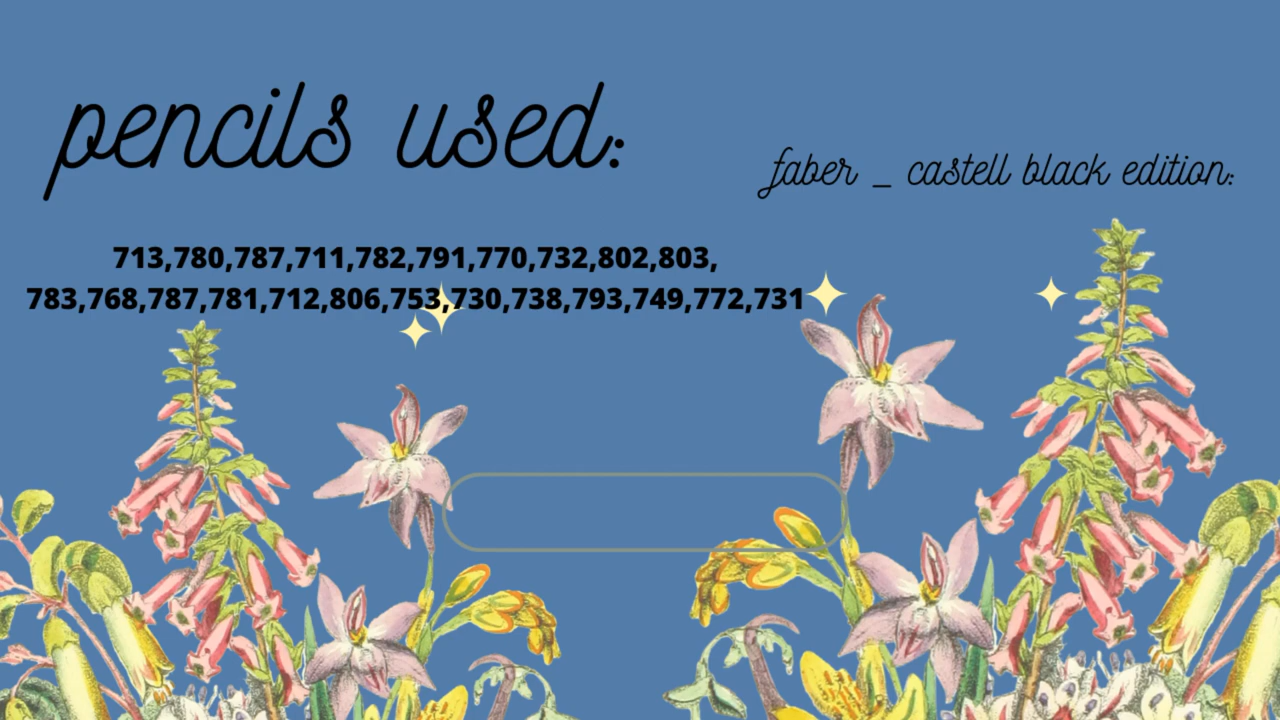 pencils used:
faber _ castell black edition:
713,780,787,711,782,791,770,732,802,803,
783,768,787,781,712,806,753,730,738,793,749,772,731